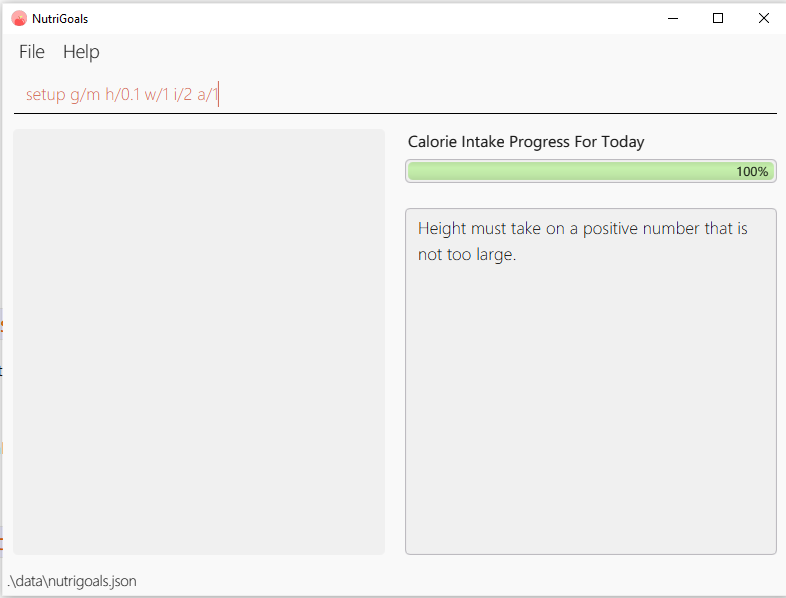 NutriGoals
File Help
setup g/m h/0.1 w/1 i/2 a/1
Calorie Intake Progress For Today
100%
Height must take on a positive number that is
not too large.
.\data\nutrigoals.json